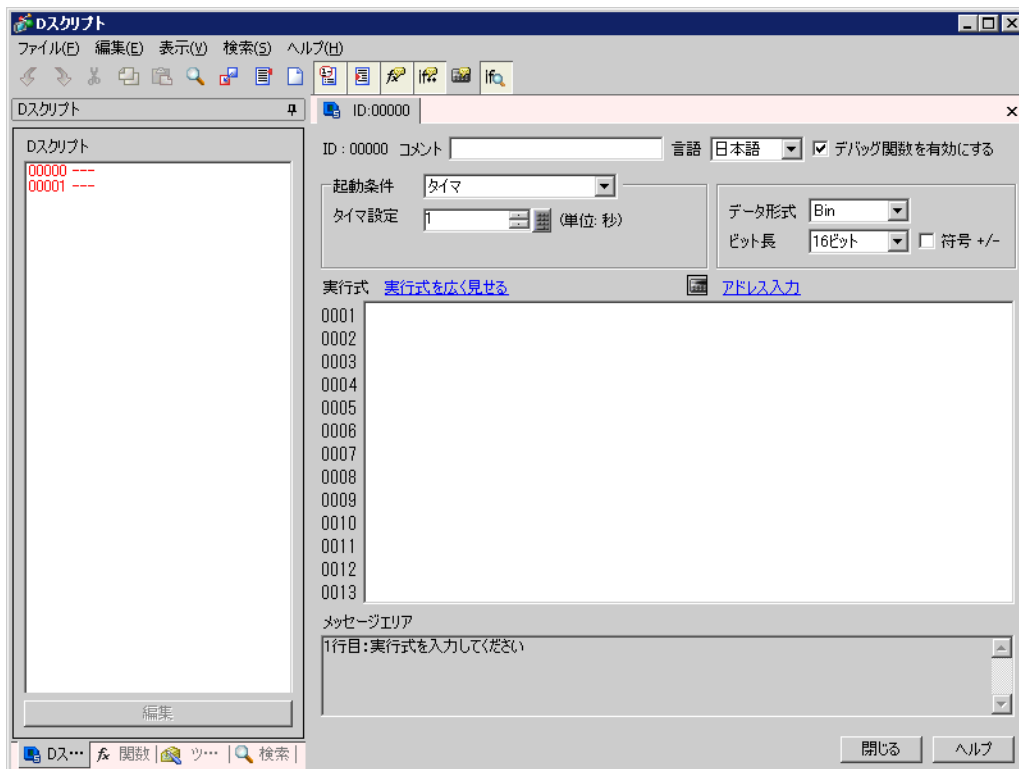 Dスクリプト
ファイル(F) 編集(E) 表示(V) 検索(S) ヘルプ(H)
Dスクリプト
ID:00000
Dスクリプト
00000 ---
00001 ---
編集
Dス… fx 関数 ツ… 検索
ID : 00000 コメント 言語 日本語 デバッグ関数を有効にする
起動条件 タイマ
タイマ設定 1 (単位: 秒)
データ形式 Bin
ビット長 16ビット 符号 +/-
実行式 実行式を広く見せる アドレス入力
0001
0002
0003
0004
0005
0006
0007
0008
0009
0010
0011
0012
0013
メッセージエリア
1行目:実行式を入力してください
閉じる ヘルプ